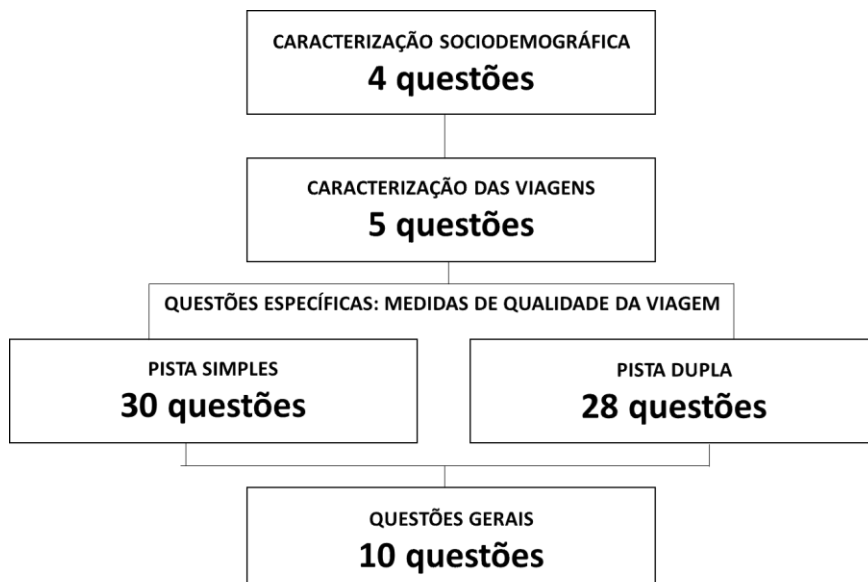 CARACTERIZAÇÃO SOCIODEMOGRÁFICA
4 questões
CARACTERIZAÇÃO DAS VIAGENS
5 questões
QUESTÕES ESPECÍFICAS: MEDIDAS DE QUALIDADE DA VIAGEM
PISTA SIMPLES
30 questões
PISTA DUPLA
28 questões
QUESTÕES GERAIS
10 questões